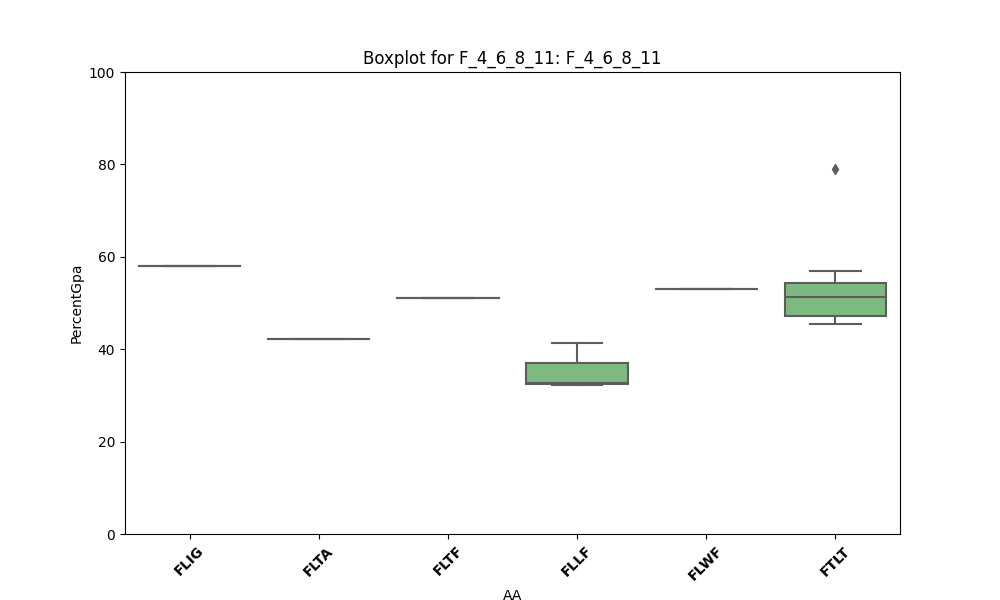 Boxplot for F_4_6_8_11: F_4_6_8_11
100
80
60
40
20
0
PercentGpa
FLIG
FLTA
FLTF
FLLF
FLWF
FTLT
AA